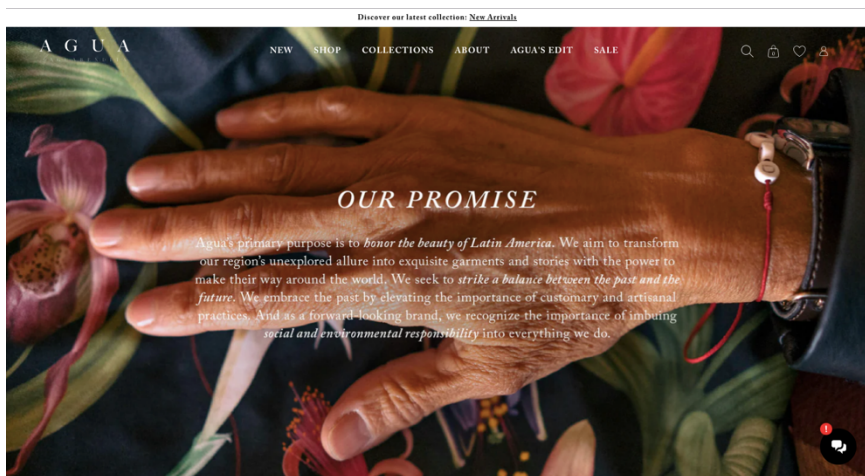 Discover our latest collection: New Arrivals
A G U A
NEW SHOP COLLECTIONS ABOUT AGUA'S EDIT SALE
0
OUR PROMISE
Agua's primary purpose is to honor the beauty of Latin America. We aim to transform
our region's unexplored allure into exquisite garments and stories with the power to
make their way around the world. We seek to strike a balance between the past and the
future. We embrace the past by elevating the importance of customary and artisanal
practices. And as a forward-looking brand, we recognize the importance of imbuing
social and environmental responsibility into everything we do.
1